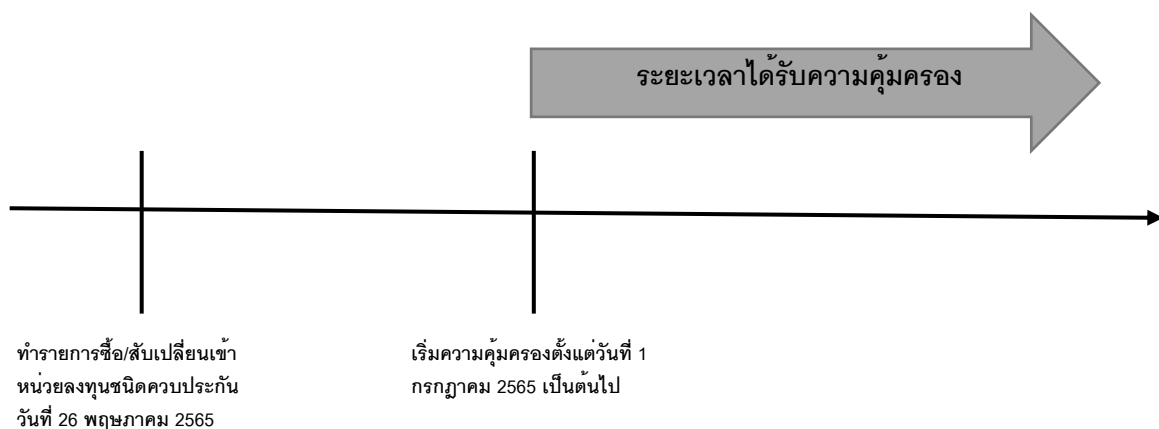 ระยะเวลาได้รับความคุ้มครอง
ทำรายการซื้อ/สับเปลี่ยนเข้า
หน่วยลงทุนชนิดควบประกัน
วันที่ 26 พฤษภาคม 2565
เริ่มความคุ้มครองตั้งแต่วันที่ 1
กรกฎาคม 2565 เป็นต้นไป